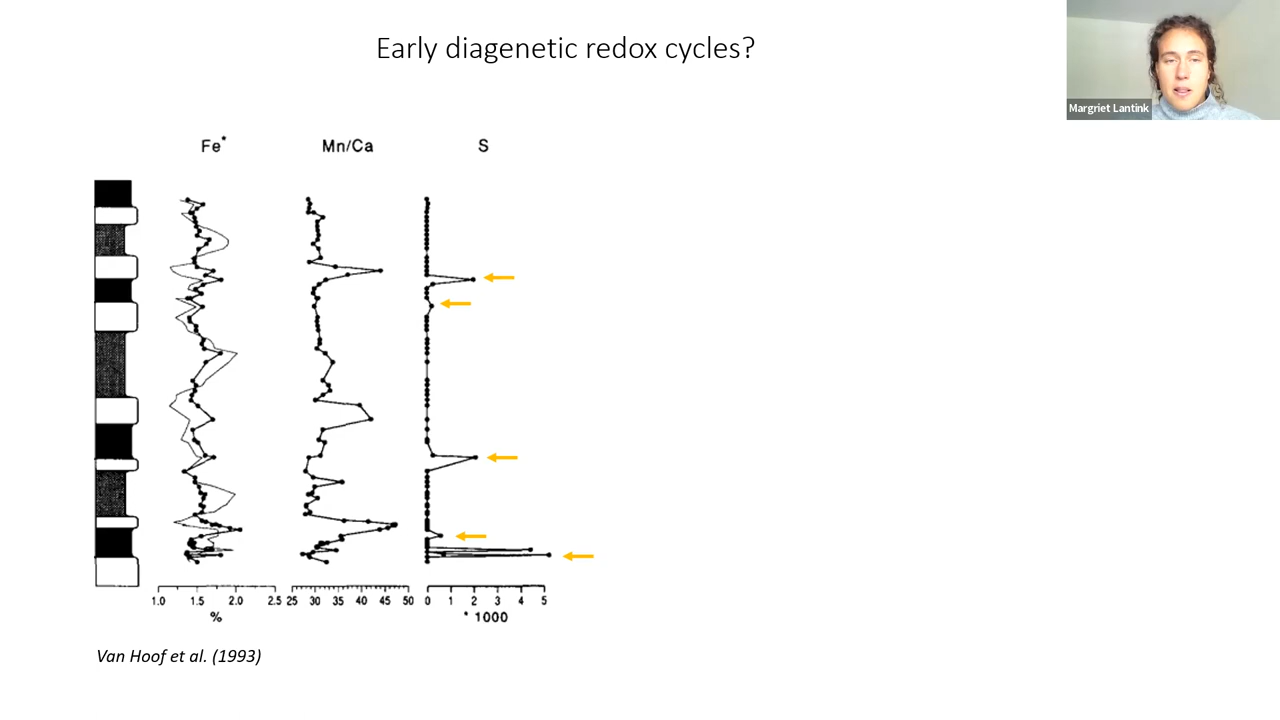 Early diagenetic redox cycles?
Margriet Lantink
Fe* Mn/Ca S
1.0 1.5 2.0 2.5 25 30 35 40 45 50 0 1 2 3 4 5
% * 1000
Van Hoof et al. (1993)